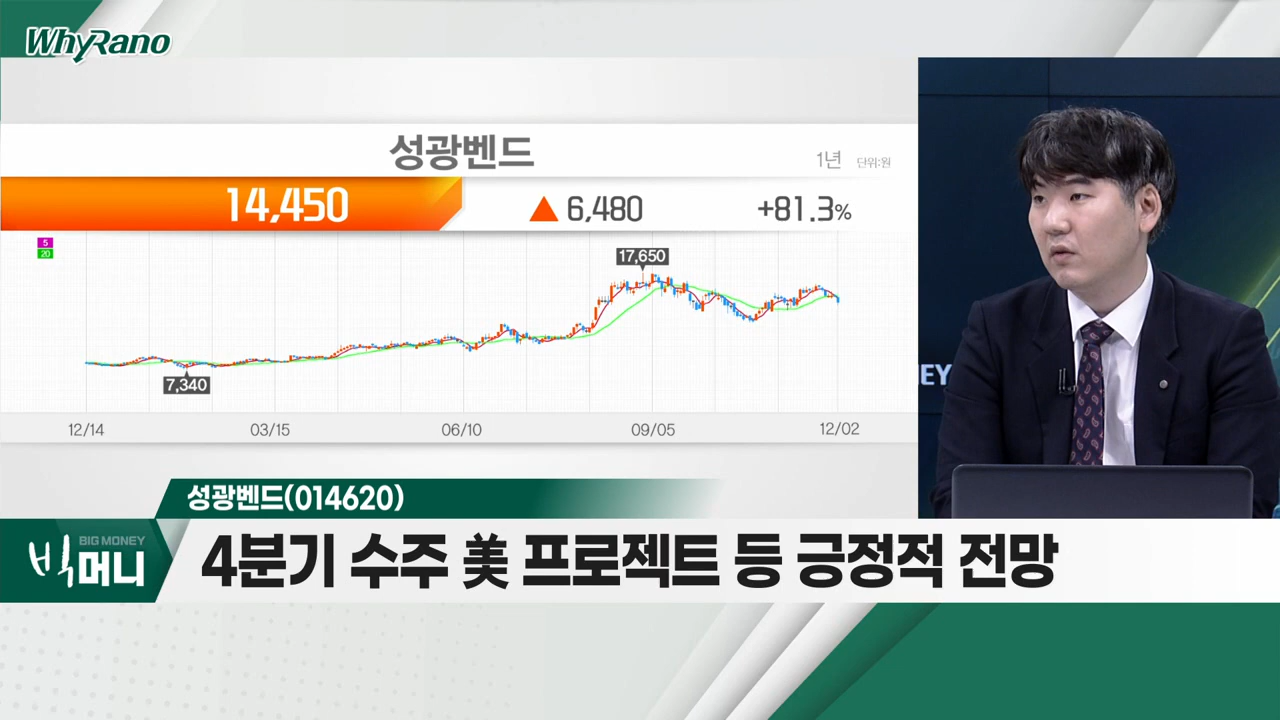 WhyRano
성광벤드
1년 단위:원
14,450 ▲ 6,480 +81.3%
5
20
17,650
7,340
12/14 03/15 06/10 09/05 12/02
EY
성광벤드(014620)
BIG MONEY
빅머니
4분기 수주 美 프로젝트 등 긍정적 전망